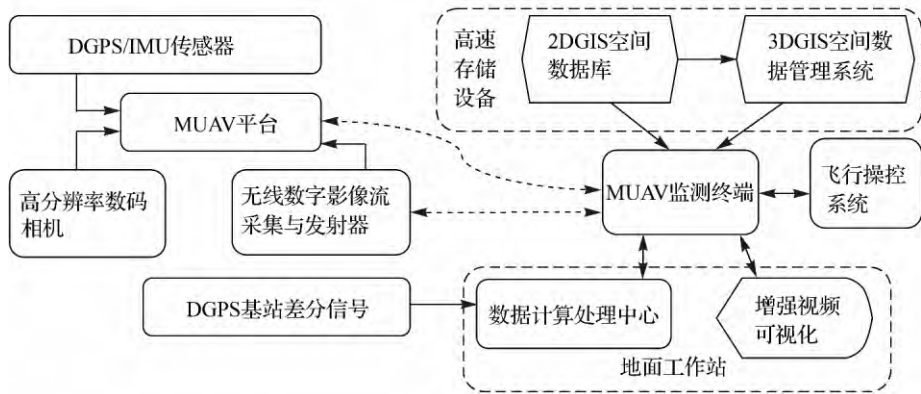 DGPS/IMU传感器
MUAV平台
高分辨率数码
相机
无线数字影像流
采集与发射器
DGPS基站差分信号
高速
存储
设备
2DGIS空间
数据库
3DGIS空间数
据管理系统
MUAV监测终端
飞行操控
系统
数据计算处理中心
增强视频
可视化
地面工作站